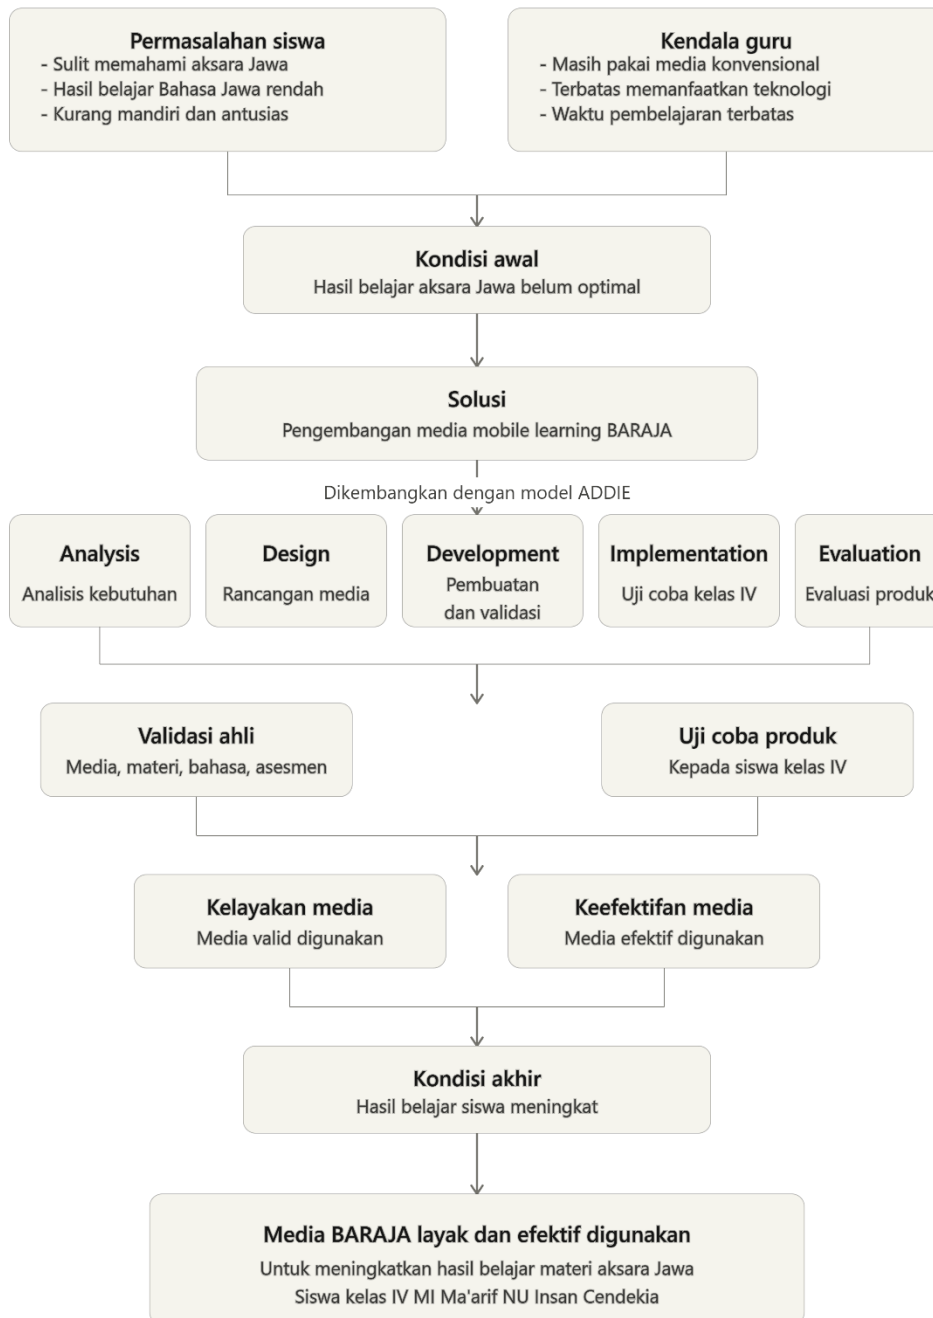 Permasalahan siswa
- Sulit memahami aksara Jawa
- Hasil belajar Bahasa Jawa rendah
- Kurang mandiri dan antusias
Kendala guru
- Masih pakai media konvensional
- Terbatas memanfaatkan teknologi
- Waktu pembelajaran terbatas
Kondisi awal
Hasil belajar aksara Jawa belum optimal
Solusi
Pengembangan media mobile learning BARAJA
Dikembangkan dengan model ADDIE
Analysis
Analisis kebutuhan
Design
Rancangan media
Development
Pembuatan
dan validasi
Implementation
Uji coba kelas IV
Evaluation
Evaluasi produk
Validasi ahli
Media, materi, bahasa, asesmen
Uji coba produk
Kepada siswa kelas IV
Kelayakan media
Media valid digunakan
Keefektifan media
Media efektif digunakan
Kondisi akhir
Hasil belajar siswa meningkat
Media BARAJA layak dan efektif digunakan
Untuk meningkatkan hasil belajar materi aksara Jawa
Siswa kelas IV MI Ma'arif NU Insan Cendekia